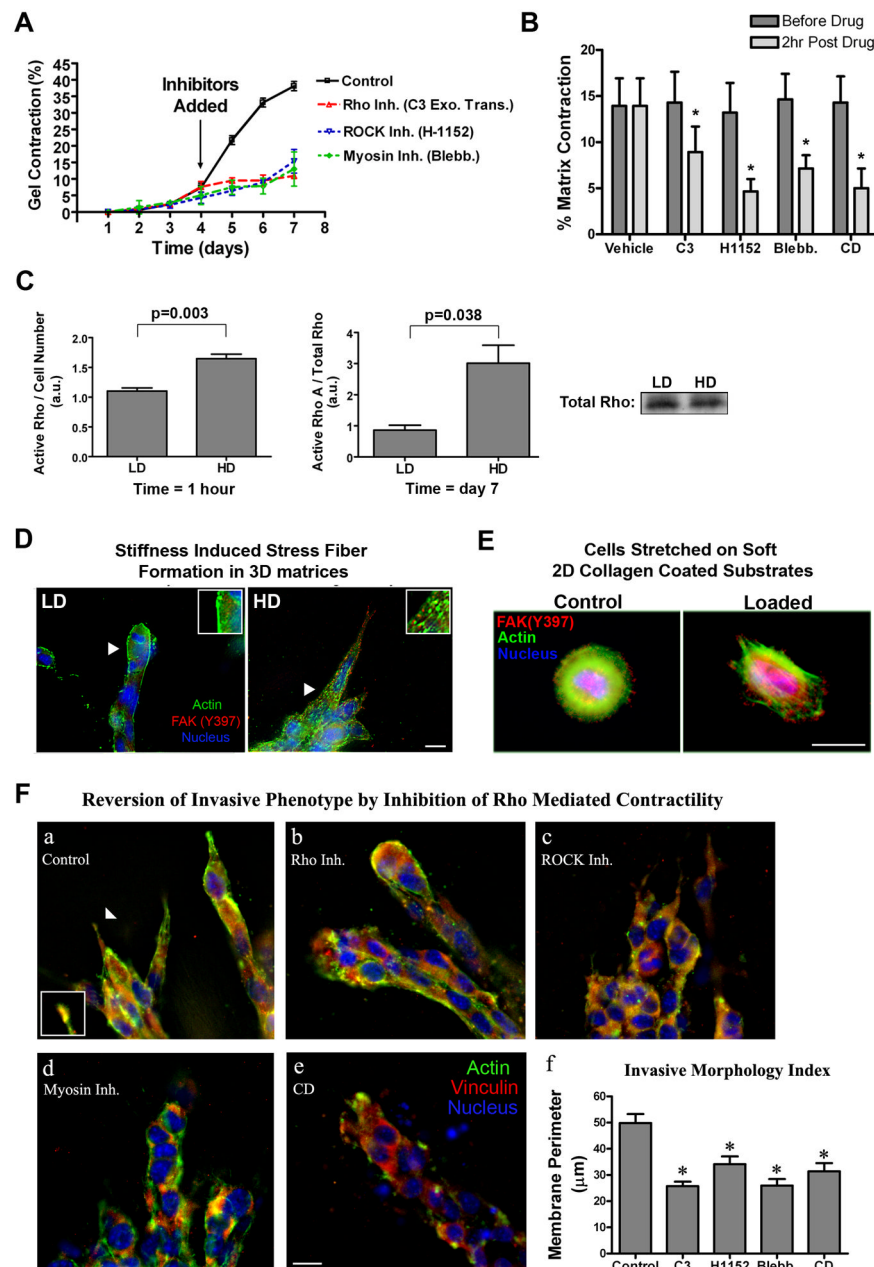 A
Gel Contraction (%)
45
40
35
30
25
20
15
10
5
0
Inhibitors
Added
Control
Rho Inh. (C3 Exo. Trans.)
ROCK Inh. (H-1152)
Myosin Inh. (Blebb.)
1 2 3 4 5 6 7 8
Time (days)
B
Before Drug
2hr Post Drug
% Matrix Contraction
20
15
10
5
0
* * * *
Vehicle C3 H1152 Blebb. CD
C
p=0.003
Active Rho / Cell Number
(a.u.)
2.0
1.5
1.0
0.5
0.0
LD HD
Time = 1 hour
p=0.038
Active Rho A / Total Rho
(a.u.)
4
3
2
1
0
LD HD
Time = day 7
LD HD
Total Rho:
D
Stiffness Induced Stress Fiber
Formation in 3D matrices
LD
HD
Actin
FAK (Y397)
Nucleus
E
Cells Stretched on Soft
2D Collagen Coated Substrates
Control Loaded
FAK(Y397)
Actin
Nucleus
F
Reversion of Invasive Phenotype by Inhibition of Rho Mediated Contractility
a
Control
b
Rho Inh.
c
ROCK Inh.
d
Myosin Inh.
e
CD
Actin
Vinculin
Nucleus
f
Invasive Morphology Index
Membrane Perimeter
(μm)
60
50
40
30
20
10
0
* * * *
Control C3 H1152 Blebb. CD